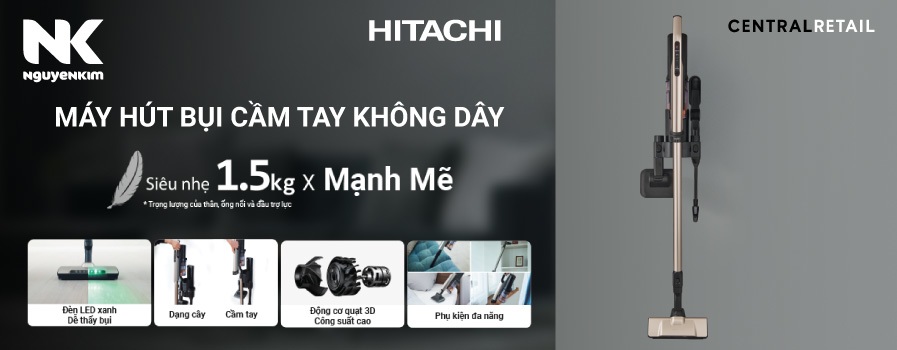 NK
NGUYENKIM
HITACHI
CENTRALRETAIL
MÁY HÚT BỤI CẦM TAY KHÔNG DÂY
Siêu nhẹ 1.5kg x Mạnh Mẽ
* Trọng lượng của thân, ống nối và đầu trợ lực
Đèn LED xanh
Dễ thấy bụi
Dạng cây
Cầm tay
Động cơ quạt 3D
Công suất cao
Phụ kiện đa năng